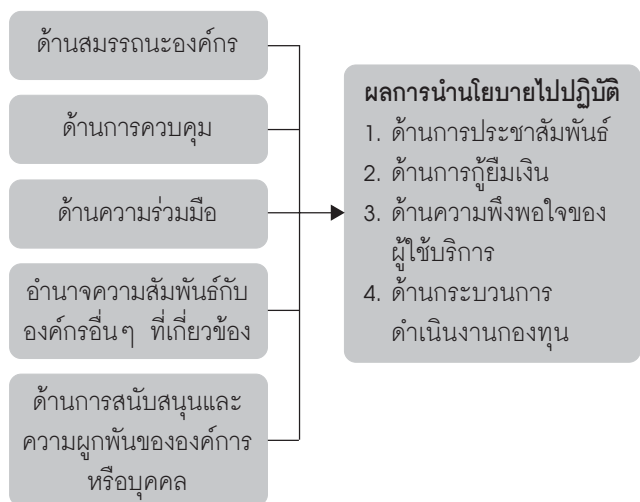 ด้านสมรรถนะองค์กร
ด้านการควบคุม
ด้านความร่วมมือ
อำนาจความสัมพันธ์กับ
องค์กรอื่นๆ ที่เกี่ยวข้อง
ด้านการสนับสนุนและ
ความผูกพันขององค์การ
หรือบุคคล
ผลการนำนโยบายไปปฏิบัติ
1. ด้านการประชาสัมพันธ์
2. ด้านการกู้ยืมเงิน
3. ด้านความพึงพอใจของ
ผู้ใช้บริการ
4. ด้านกระบวนการ
ดำเนินงานกองทุน